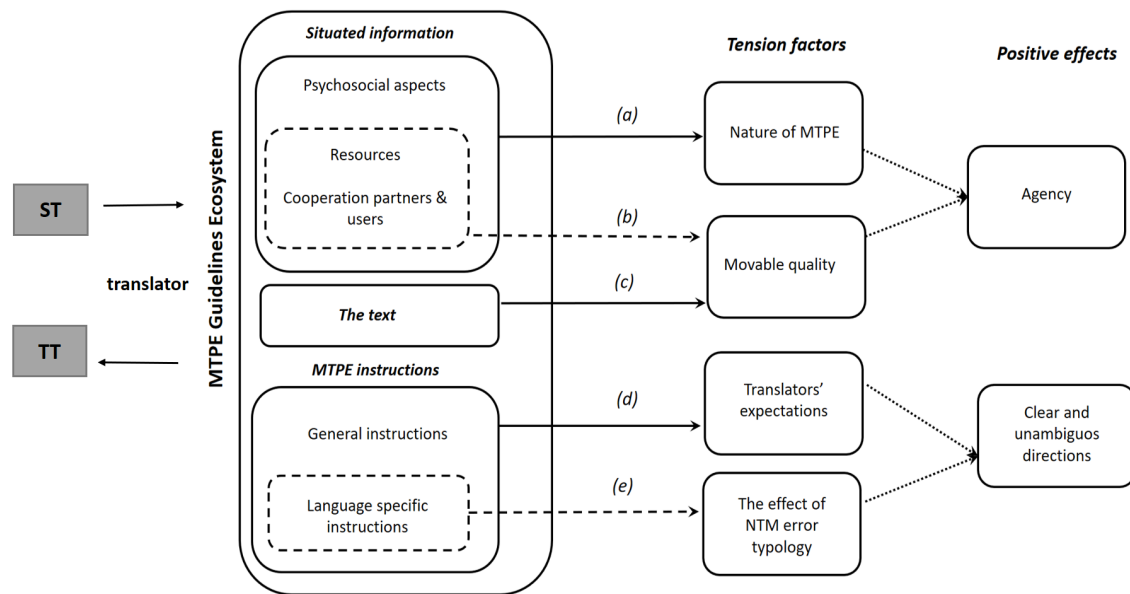 ST
translator
TT
MTPE Guidelines Ecosystem
Situated information
Psychosocial aspects
Resources
Cooperation partners &
users
The text
MTPE instructions
General instructions
Language specific
instructions
(a)
(b)
(c)
(d)
(e)
Tension factors
Nature of MTPE
Movable quality
Translators’
expectations
The effect of
NTM error
typology
Positive effects
Agency
Clear and
unambiguos
directions